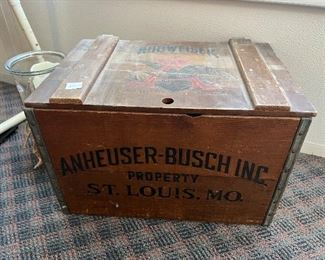 BUDWEISER
ANHEUSER-BUSCH INC.
PROPERTY
ST. LOUIS. MO.